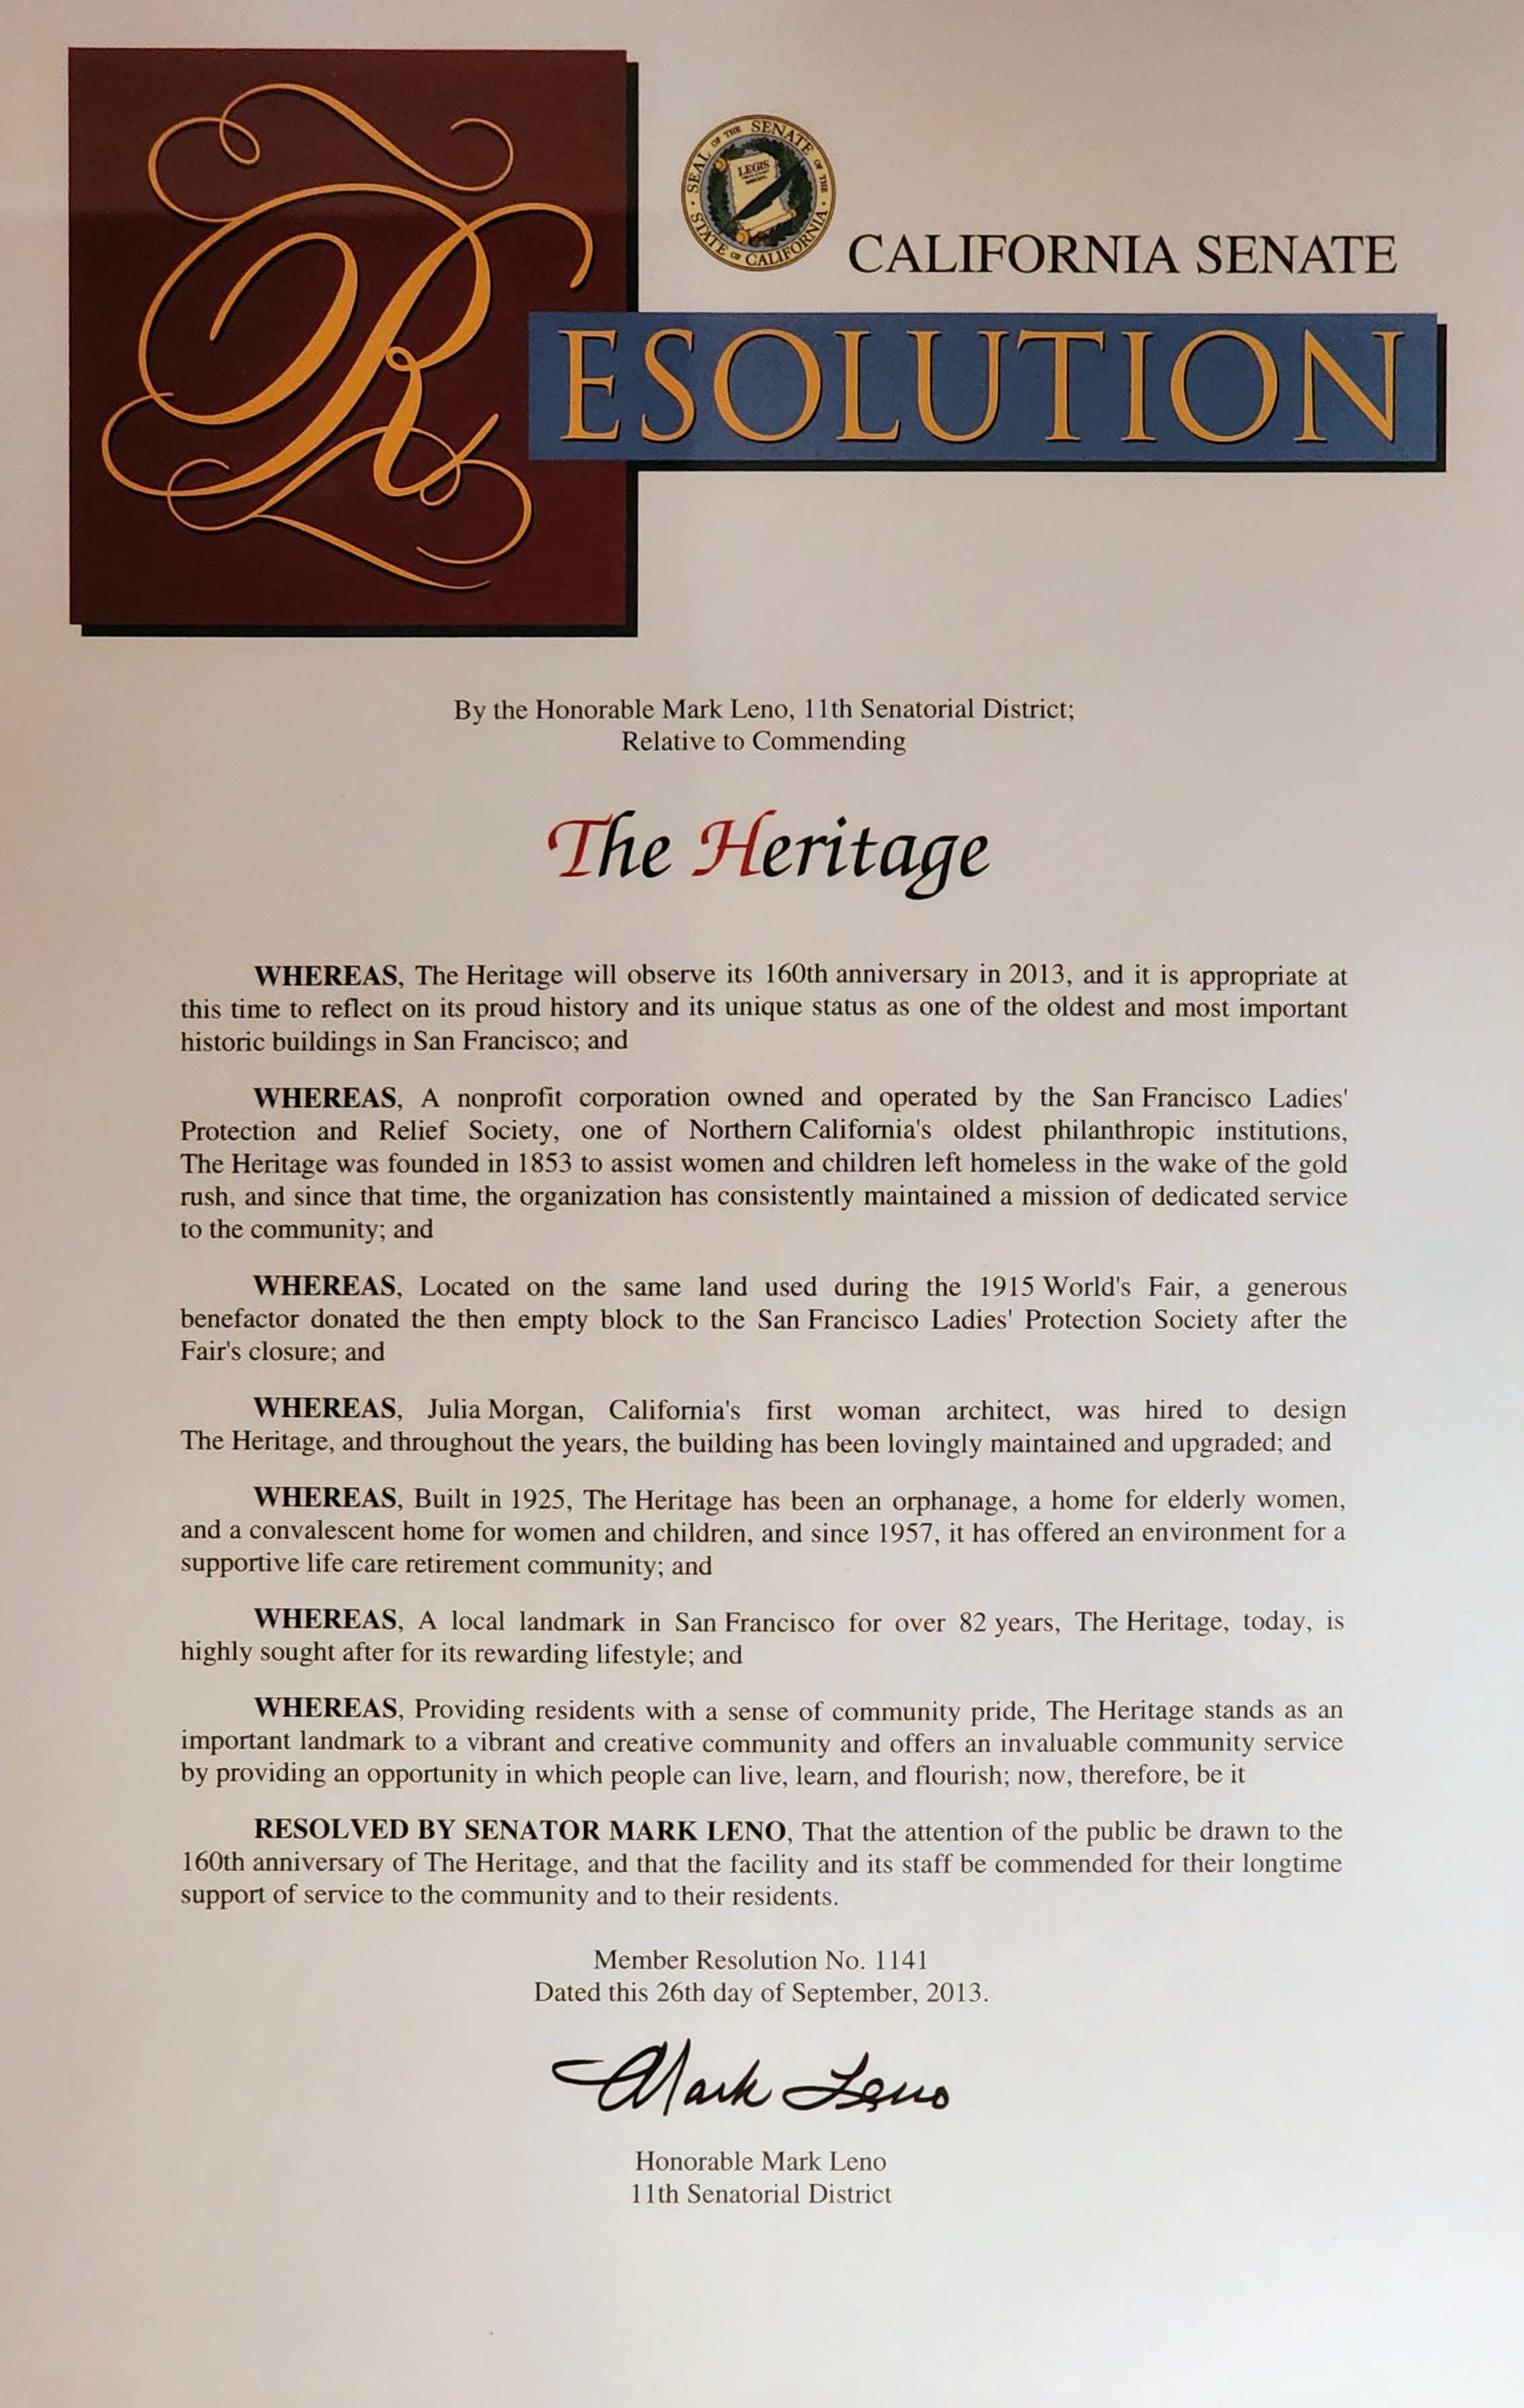 SEAL OF THE SENATE OF THE STATE OF CALIFORNIA
LEGIS
CALIFORNIA SENATE
RESOLUTION
By the Honorable Mark Leno, 11th Senatorial District;
Relative to Commending
The Heritage
WHEREAS, The Heritage will observe its 160th anniversary in 2013, and it is appropriate at
this time to reflect on its proud history and its unique status as one of the oldest and most important
historic buildings in San Francisco; and
WHEREAS, A nonprofit corporation owned and operated by the San Francisco Ladies'
Protection and Relief Society, one of Northern California's oldest philanthropic institutions,
The Heritage was founded in 1853 to assist women and children left homeless in the wake of the gold
rush, and since that time, the organization has consistently maintained a mission of dedicated service
to the community; and
WHEREAS, Located on the same land used during the 1915 World's Fair, a generous
benefactor donated the then empty block to the San Francisco Ladies' Protection Society after the
Fair's closure; and
WHEREAS, Julia Morgan, California's first woman architect, was hired to design
The Heritage, and throughout the years, the building has been lovingly maintained and upgraded; and
WHEREAS, Built in 1925, The Heritage has been an orphanage, a home for elderly women,
and a convalescent home for women and children, and since 1957, it has offered an environment for a
supportive life care retirement community; and
WHEREAS, A local landmark in San Francisco for over 82 years, The Heritage, today, is
highly sought after for its rewarding lifestyle; and
WHEREAS, Providing residents with a sense of community pride, The Heritage stands as an
important landmark to a vibrant and creative community and offers an invaluable community service
by providing an opportunity in which people can live, learn, and flourish; now, therefore, be it
RESOLVED BY SENATOR MARK LENO, That the attention of the public be drawn to the
160th anniversary of The Heritage, and that the facility and its staff be commended for their longtime
support of service to the community and to their residents.
Member Resolution No. 1141
Dated this 26th day of September, 2013.
Mark Leno
Honorable Mark Leno
11th Senatorial District